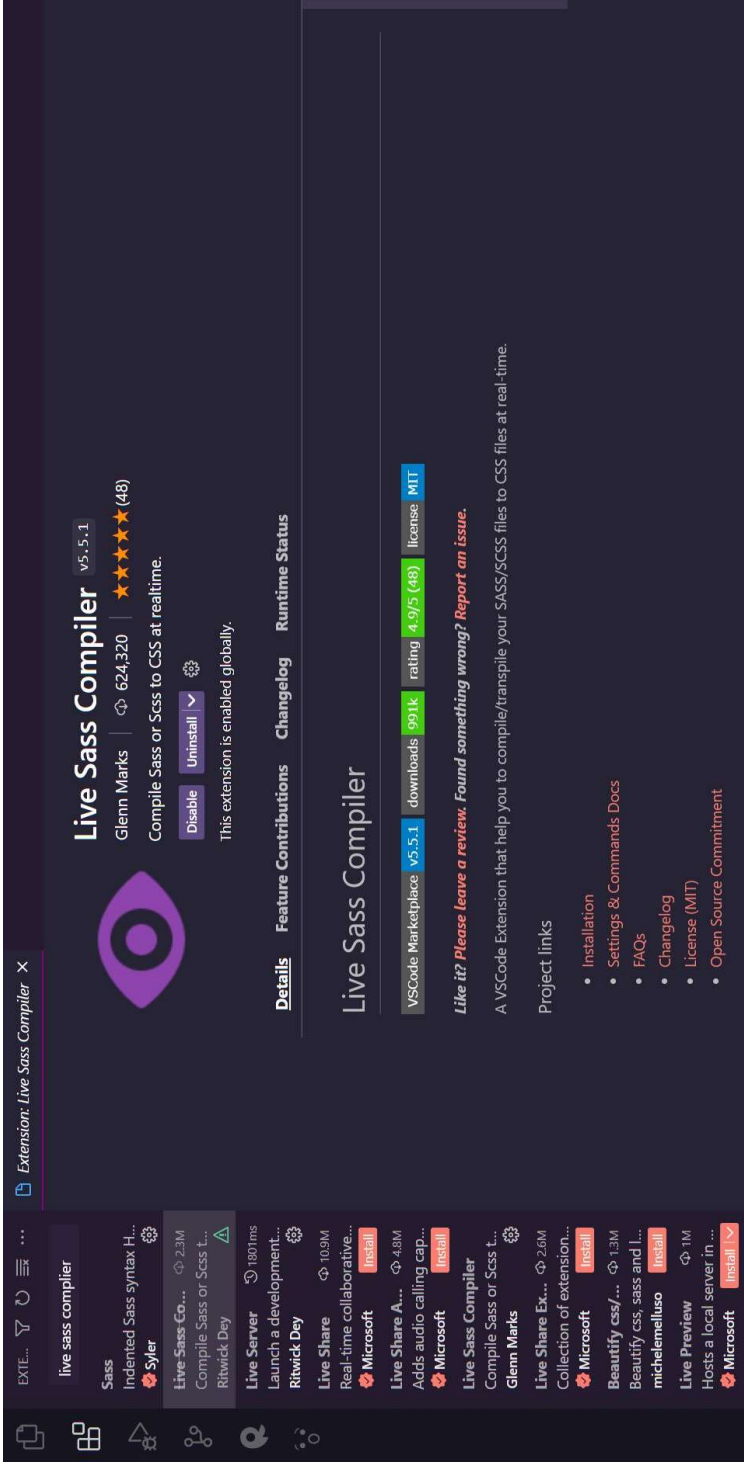 EXTE...
live sass complier
Sass
Indented Sass syntax H...
Syler
Live Sass Co... 2.3M
Compile Sass or Scss t...
Ritwick Dey
Live Server 1801ms
Launch a development...
Ritwick Dey
Live Share 10.9M
Real-time collaborative...
Microsoft Install
Live Share A... 4.8M
Adds audio calling cap...
Microsoft Install
Live Sass Compiler
Compile Sass or Scss t...
Glenn Marks
Live Share Ex... 2.6M
Collection of extension...
Microsoft Install
Beautify css/... 1.3M
Beautify css, sass and l...
michelemelluso Install
Live Preview 1M
Hosts a local server in ...
Microsoft Install
Extension: Live Sass Compiler
Live Sass Compiler v5.5.1
Glenn Marks | 624,320 | ★★★★★(48)
Compile Sass or Scss to CSS at realtime.
Disable Uninstall
This extension is enabled globally.
Details Feature Contributions Changelog Runtime Status
Live Sass Compiler
VSCode Marketplace v5.5.1 downloads 991k rating 4.9/5 (48) license MIT
Like it? Please leave a review. Found something wrong? Report an issue.
A VSCode Extension that help you to compile/transpile your SASS/SCSS files to CSS files at real-time.
Project links
• Installation
• Settings & Commands Docs
• FAQs
• Changelog
• License (MIT)
• Open Source Commitment